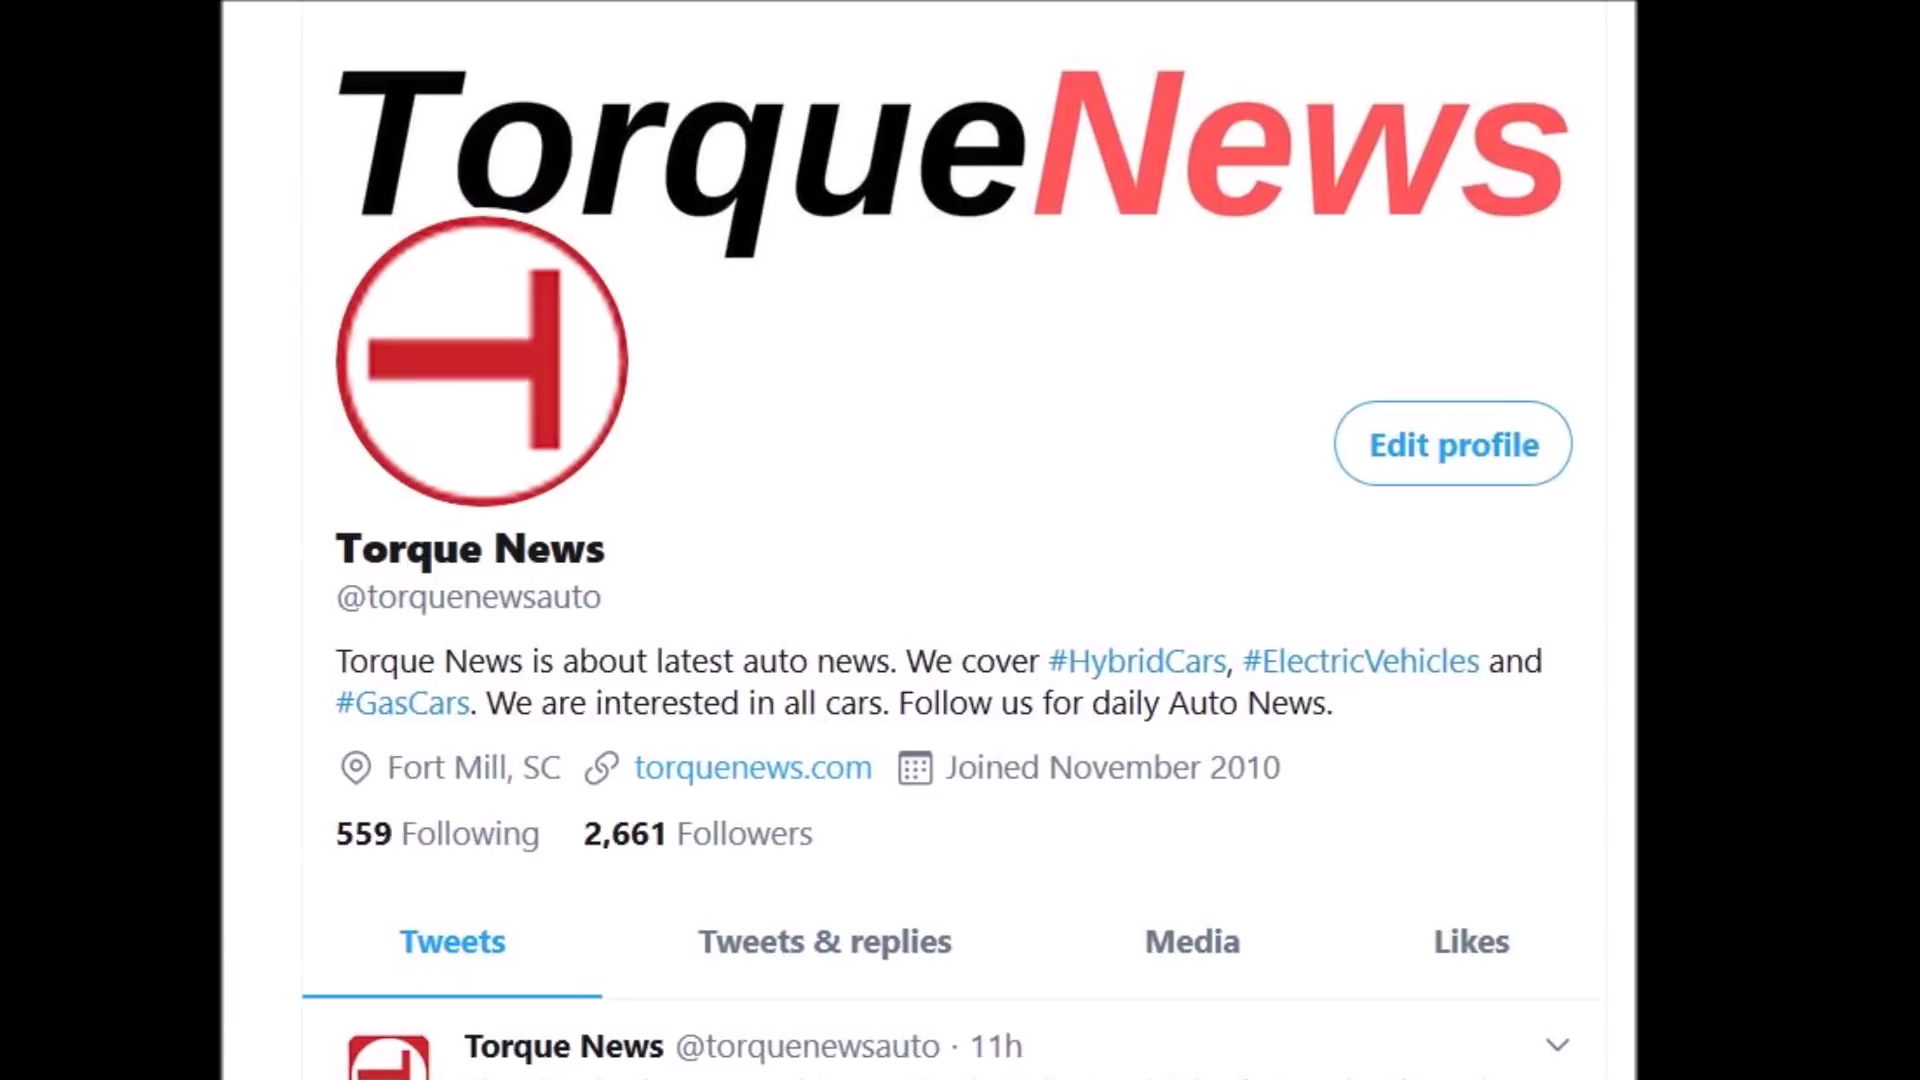 TorqueNews
T
Edit profile
Torque News
@torquenewsauto
Torque News is about latest auto news. We cover #HybridCars, #ElectricVehicles and
#GasCars. We are interested in all cars. Follow us for daily Auto News.
Fort Mill, SC torquenews.com Joined November 2010
559 Following 2,661 Followers
Tweets Tweets & replies Media Likes
Torque News @torquenewsauto · 11h